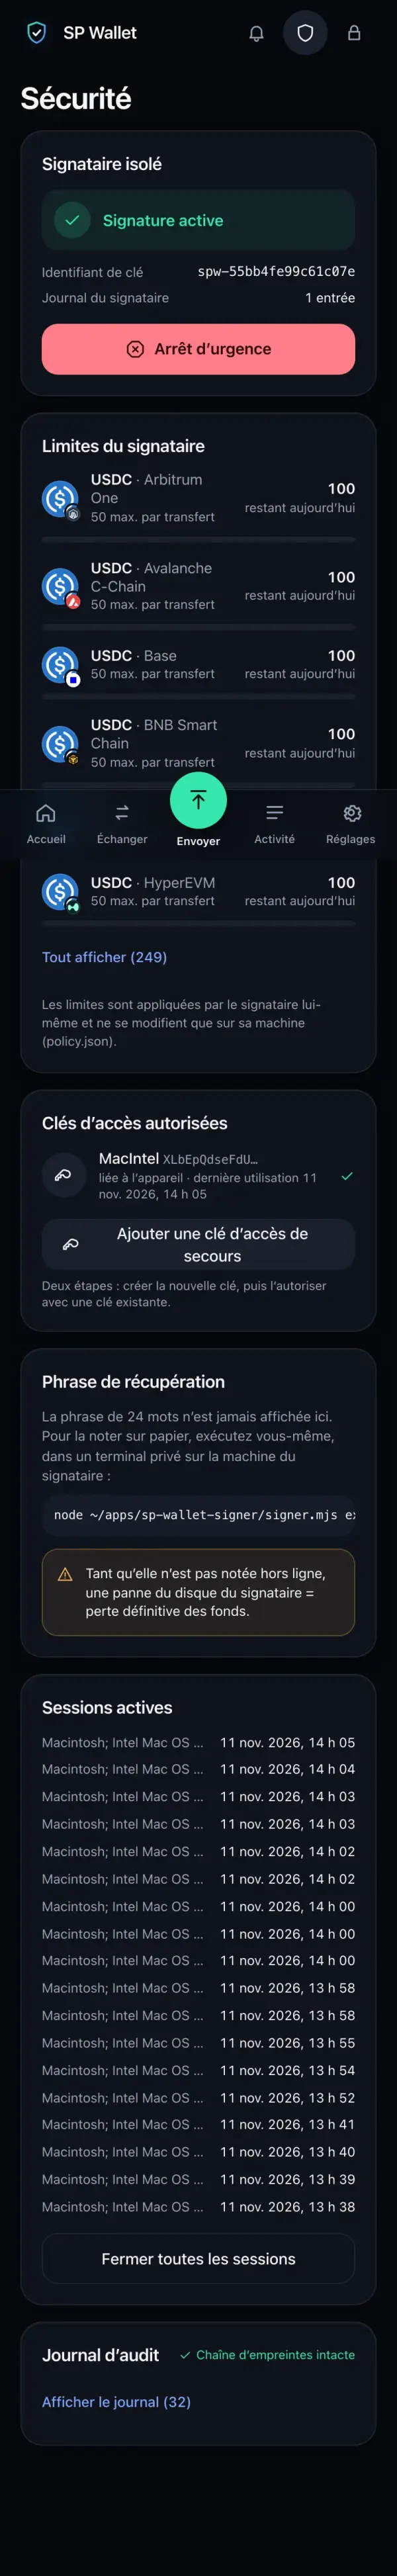 SP Wallet
Sécurité
Signataire isolé
Signature active
Identifiant de clé spw-55bb4fe99c61c07e
Journal du signataire 1 entrée
Arrêt d’urgence
Limites du signataire
USDC · Arbitrum One
50 max. par transfert
100
restant aujourd’hui
USDC · Avalanche C-Chain
50 max. par transfert
100
restant aujourd’hui
USDC · Base
50 max. par transfert
100
restant aujourd’hui
USDC · BNB Smart Chain
50 max. par transfert
100
restant aujourd’hui
Accueil
Échanger
Envoyer
Activité
Réglages
USDC · HyperEVM
50 max. par transfert
100
restant aujourd’hui
Tout afficher (249)
Les limites sont appliquées par le signataire lui-
même et ne se modifient que sur sa machine
(policy.json).
Clés d’accès autorisées
MacIntel XLbEpQdseFdU…
liée à l’appareil · dernière utilisation 11
nov. 2026, 14 h 05
Ajouter une clé d’accès de
secours
Deux étapes : créer la nouvelle clé, puis l’autoriser
avec une clé existante.
Phrase de récupération
La phrase de 24 mots n’est jamais affichée ici.
Pour la noter sur papier, exécutez vous-même,
dans un terminal privé sur la machine du
signataire :
node ~/apps/sp-wallet-signer/signer.mjs ex
Tant qu’elle n’est pas notée hors ligne,
une panne du disque du signataire =
perte définitive des fonds.
Sessions actives
Macintosh; Intel Mac OS ... 11 nov. 2026, 14 h 05
Macintosh; Intel Mac OS ... 11 nov. 2026, 14 h 04
Macintosh; Intel Mac OS ... 11 nov. 2026, 14 h 03
Macintosh; Intel Mac OS ... 11 nov. 2026, 14 h 03
Macintosh; Intel Mac OS ... 11 nov. 2026, 14 h 02
Macintosh; Intel Mac OS ... 11 nov. 2026, 14 h 02
Macintosh; Intel Mac OS ... 11 nov. 2026, 14 h 00
Macintosh; Intel Mac OS ... 11 nov. 2026, 14 h 00
Macintosh; Intel Mac OS ... 11 nov. 2026, 14 h 00
Macintosh; Intel Mac OS ... 11 nov. 2026, 13 h 58
Macintosh; Intel Mac OS ... 11 nov. 2026, 13 h 58
Macintosh; Intel Mac OS ... 11 nov. 2026, 13 h 55
Macintosh; Intel Mac OS ... 11 nov. 2026, 13 h 54
Macintosh; Intel Mac OS ... 11 nov. 2026, 13 h 52
Macintosh; Intel Mac OS ... 11 nov. 2026, 13 h 41
Macintosh; Intel Mac OS ... 11 nov. 2026, 13 h 40
Macintosh; Intel Mac OS ... 11 nov. 2026, 13 h 39
Macintosh; Intel Mac OS ... 11 nov. 2026, 13 h 38
Fermer toutes les sessions
Journal d’audit
Chaîne d’empreintes intacte
Afficher le journal (32)